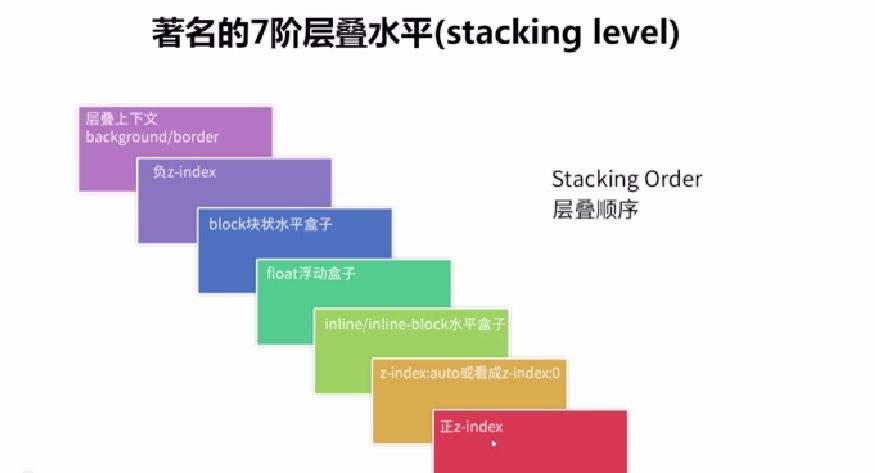 著名的7阶层叠水平(stacking level)
层叠上下文
background/border
负z-index
block块状水平盒子
float浮动盒子
inline/inline-block水平盒子
z-index:auto或看成z-index:0
正z-index
Stacking Order
层叠顺序